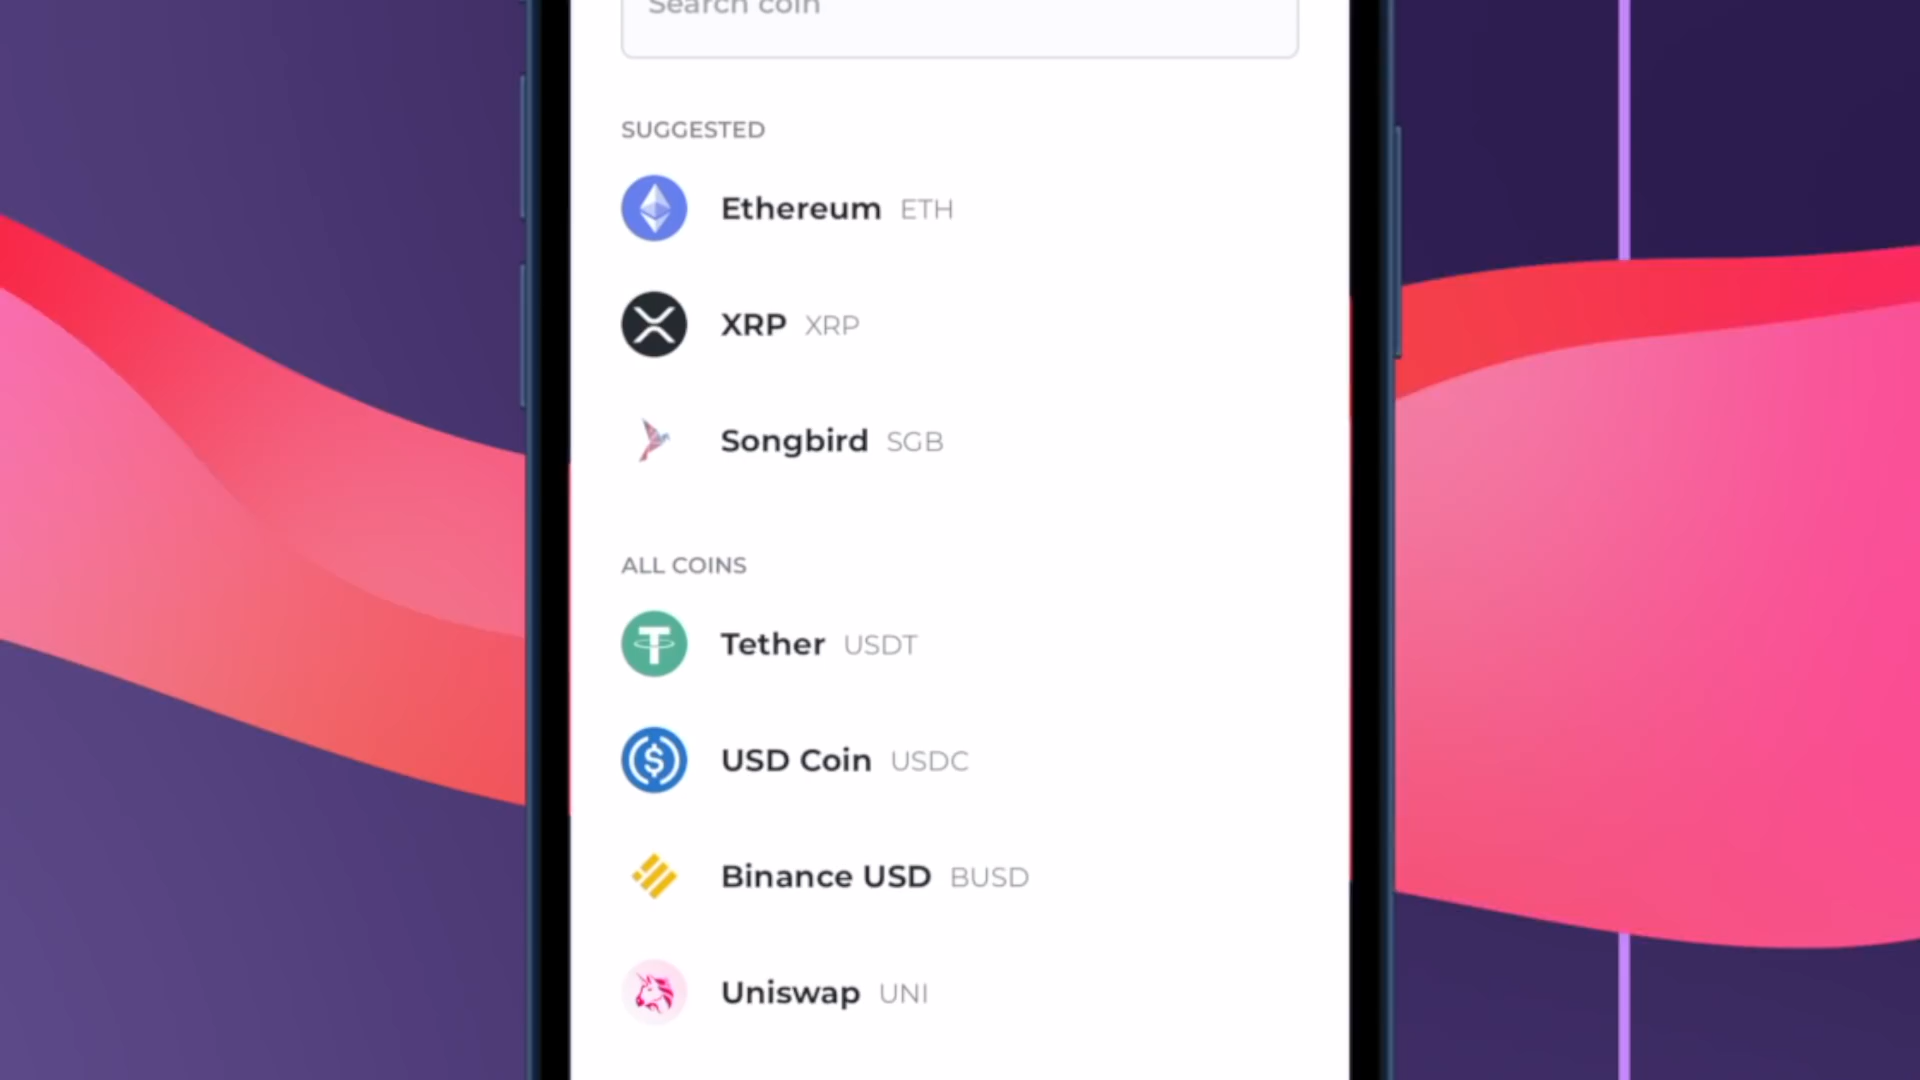 Search coin
SUGGESTED
Ethereum ETH
XRP XRP
Songbird SGB
ALL COINS
Tether USDT
USD Coin USDC
Binance USD BUSD
Uniswap UNI